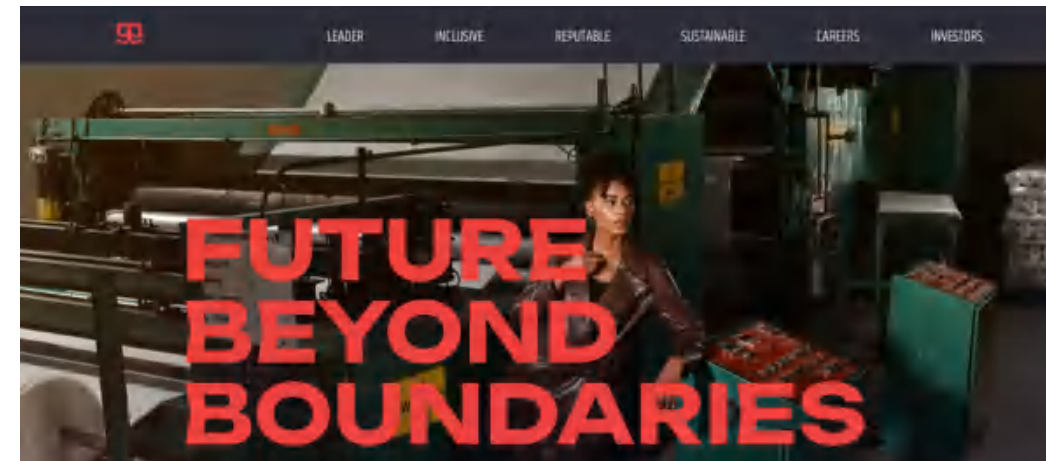 LEADER INCLUSIVE REPUTABLE SUSTAINABLE CAREERS INVESTORS
FUTURE
BEYOND
BOUNDARIES